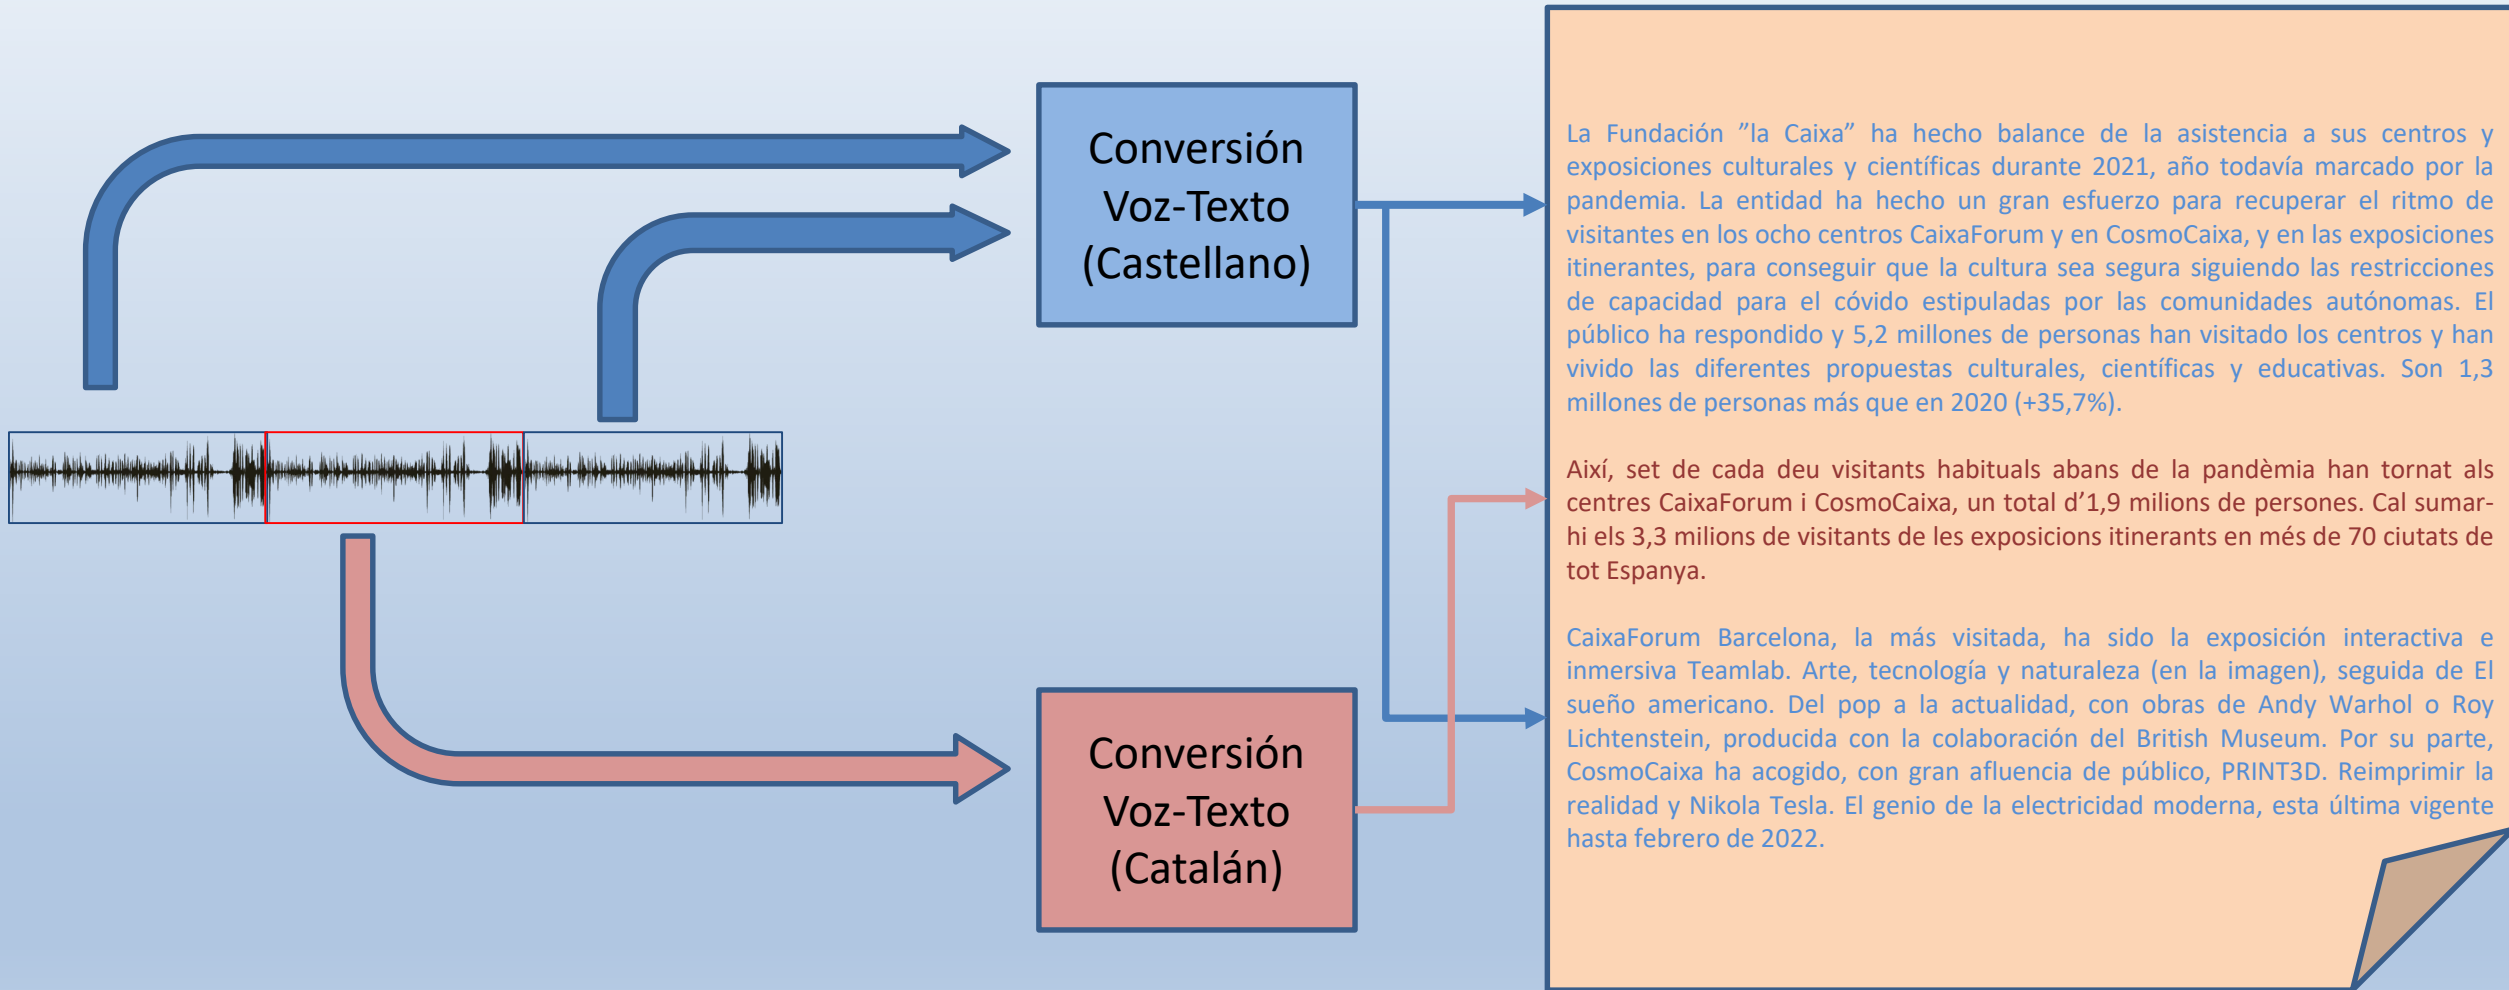 Conversión
Voz-Texto
(Castellano)
Conversión
Voz-Texto
(Catalán)
La Fundación ”la Caixa” ha hecho balance de la asistencia a sus centros y
exposiciones culturales y científicas durante 2021, año todavía marcado por la
pandemia. La entidad ha hecho un gran esfuerzo para recuperar el ritmo de
visitantes en los ocho centros CaixaForum y en CosmoCaixa, y en las exposiciones
itinerantes, para conseguir que la cultura sea segura siguiendo las restricciones
de capacidad para el cóvido estipuladas por las comunidades autónomas. El
público ha respondido y 5,2 millones de personas han visitado los centros y han
vivido las diferentes propuestas culturales, científicas y educativas. Son 1,3
millones de personas más que en 2020 (+35,7%).
Així, set de cada deu visitants habituals abans de la pandèmia han tornat als
centres CaixaForum i CosmoCaixa, un total d’1,9 milions de persones. Cal sumar-
hi els 3,3 milions de visitants de les exposicions itinerants en més de 70 ciutats de
tot Espanya.
CaixaForum Barcelona, la más visitada, ha sido la exposición interactiva e
inmersiva Teamlab. Arte, tecnología y naturaleza (en la imagen), seguida de El
sueño americano. Del pop a la actualidad, con obras de Andy Warhol o Roy
Lichtenstein, producida con la colaboración del British Museum. Por su parte,
CosmoCaixa ha acogido, con gran afluencia de público, PRINT3D. Reimprimir la
realidad y Nikola Tesla. El genio de la electricidad moderna, esta última vigente
hasta febrero de 2022.